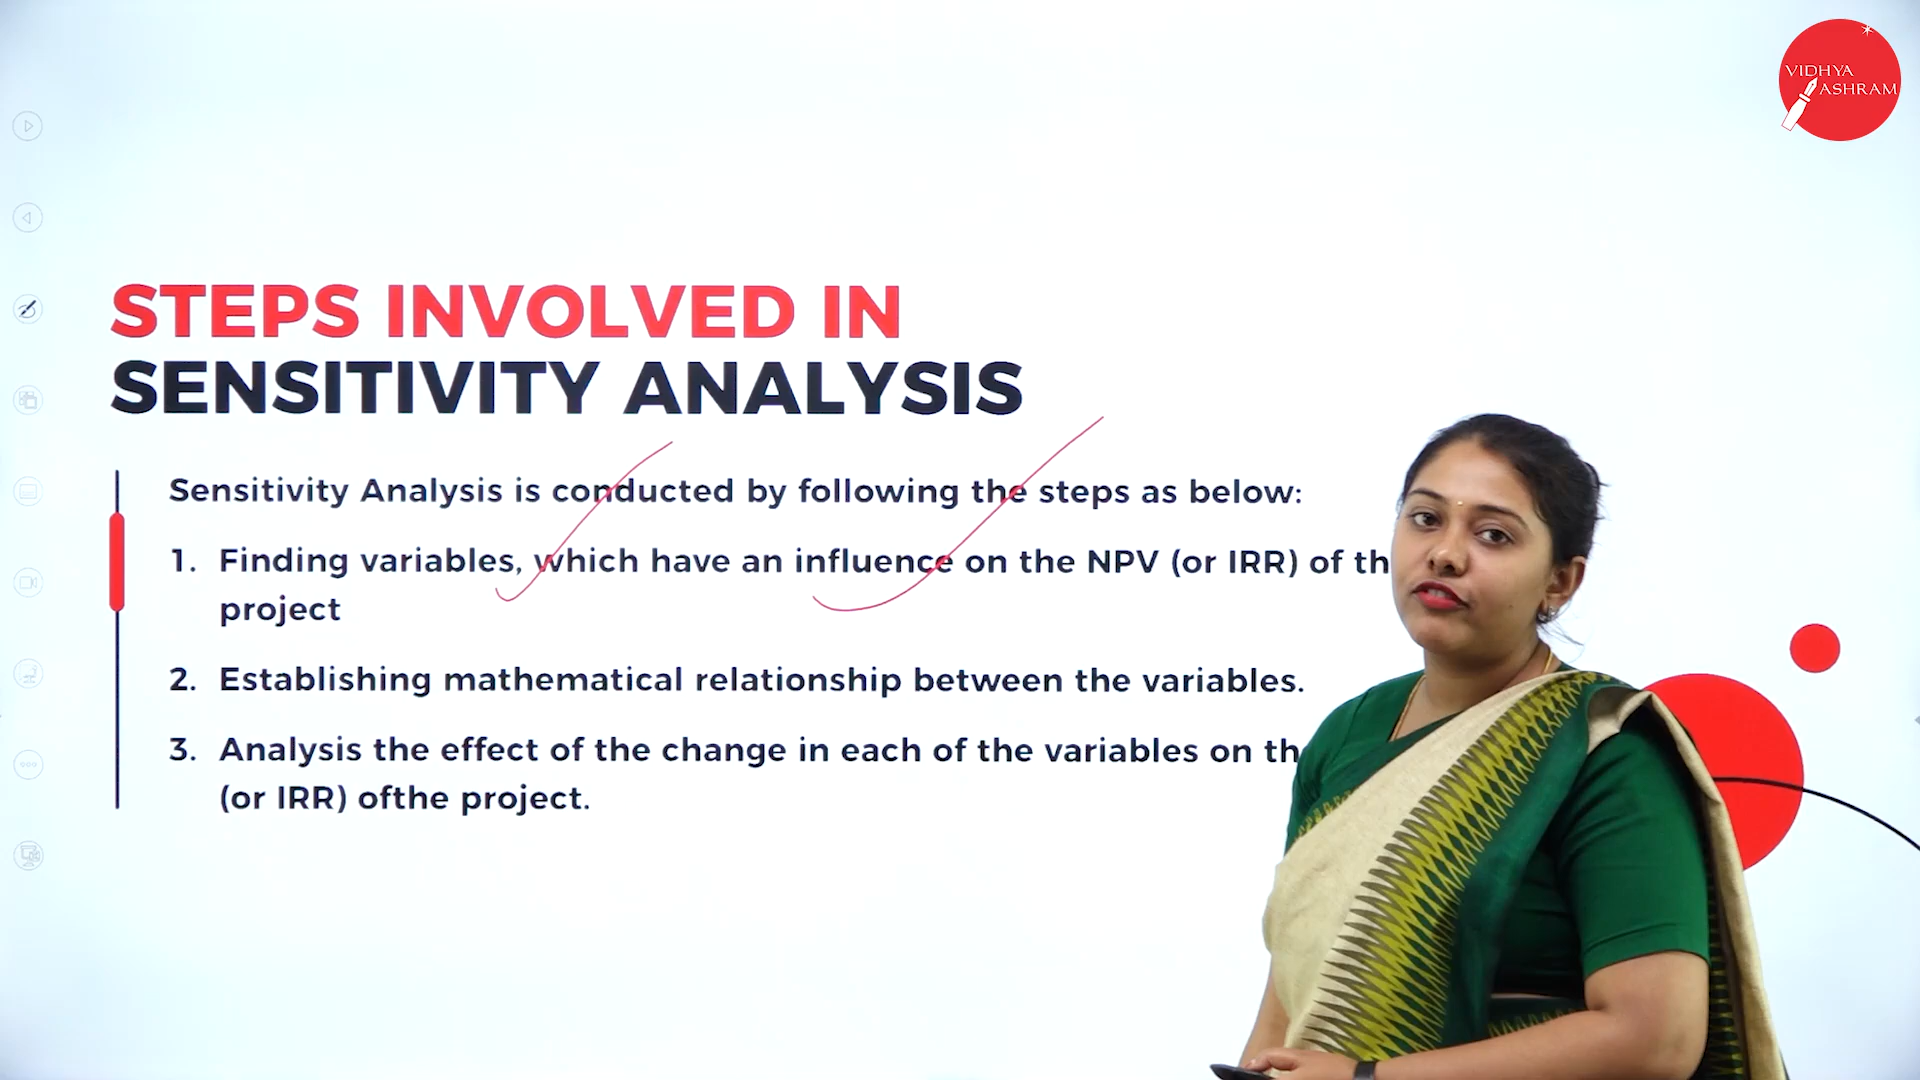 VIDHYA
ASHRAM
STEPS INVOLVED IN
SENSITIVITY ANALYSIS
Sensitivity Analysis is conducted by following the steps as below:
1. Finding variables, which have an influence on the NPV (or IRR) of th
project
2. Establishing mathematical relationship between the variables.
3. Analysis the effect of the change in each of the variables on th
(or IRR) ofthe project.